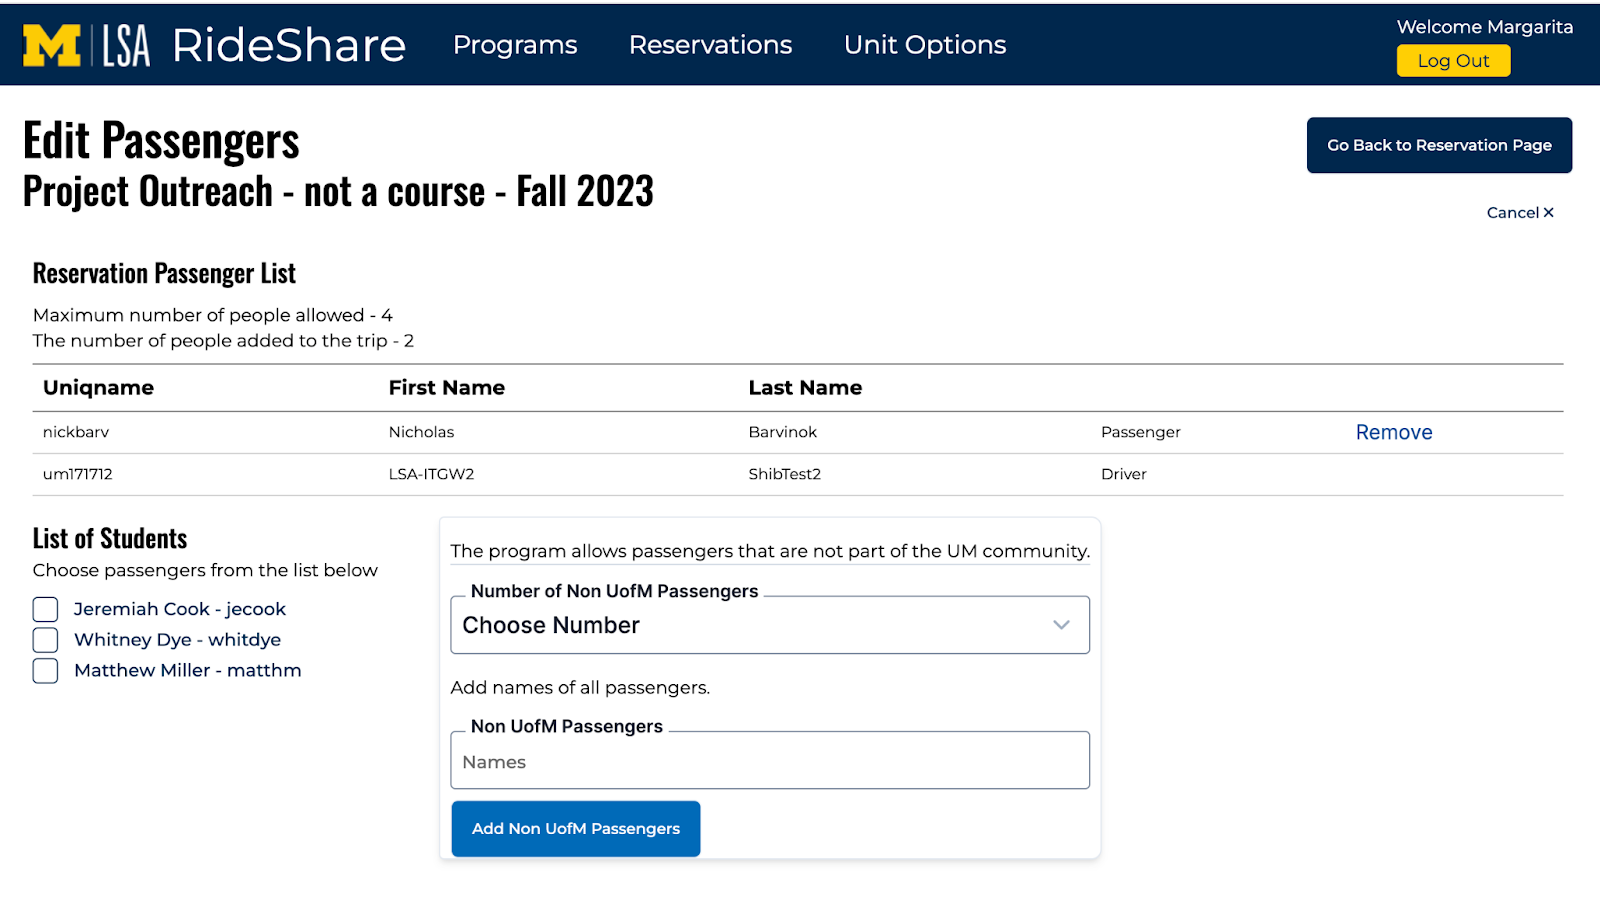 M LSA RideShare Programs Reservations Unit Options
Welcome Margarita
Log Out
Edit Passengers
Project Outreach - not a course - Fall 2023
Go Back to Reservation Page
Cancel ×
Reservation Passenger List
Maximum number of people allowed - 4
The number of people added to the trip - 2
Uniqname First Name Last Name
nickbarv Nicholas Barvinok Passenger Remove
um171712 LSA-ITGW2 ShibTest2 Driver
List of Students
Choose passengers from the list below
Jeremiah Cook - jecook
Whitney Dye - whitdye
Matthew Miller - matthm
The program allows passengers that are not part of the UM community.
Number of Non UofM Passengers
Choose Number
Add names of all passengers.
Non UofM Passengers
Names
Add Non UofM Passengers